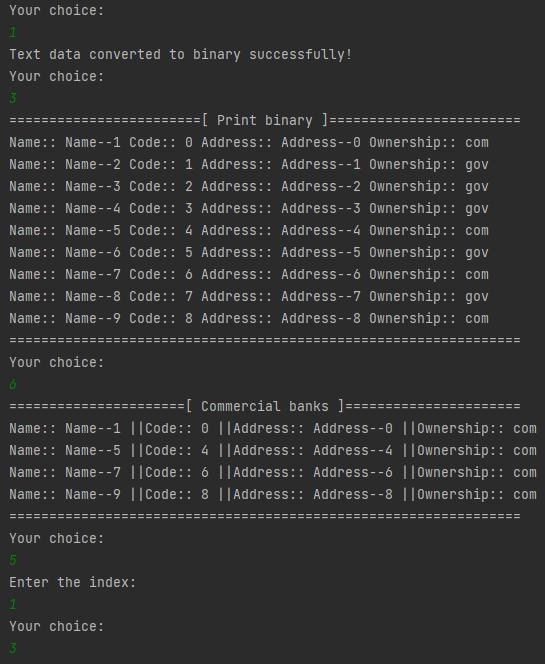 Your choice:
1
Text data converted to binary successfully!
Your choice:
3
========================[ Print binary ]========================
Name:: Name--1 Code:: 0 Address:: Address--0 Ownership:: com
Name:: Name--2 Code:: 1 Address:: Address--1 Ownership:: gov
Name:: Name--3 Code:: 2 Address:: Address--2 Ownership:: gov
Name:: Name--4 Code:: 3 Address:: Address--3 Ownership:: gov
Name:: Name--5 Code:: 4 Address:: Address--4 Ownership:: com
Name:: Name--6 Code:: 5 Address:: Address--5 Ownership:: gov
Name:: Name--7 Code:: 6 Address:: Address--6 Ownership:: com
Name:: Name--8 Code:: 7 Address:: Address--7 Ownership:: gov
Name:: Name--9 Code:: 8 Address:: Address--8 Ownership:: com
================================================================
Your choice:
6
======================[ Commercial banks ]======================
Name:: Name--1 ||Code:: 0 ||Address:: Address--0 ||Ownership:: com
Name:: Name--5 ||Code:: 4 ||Address:: Address--4 ||Ownership:: com
Name:: Name--7 ||Code:: 6 ||Address:: Address--6 ||Ownership:: com
Name:: Name--9 ||Code:: 8 ||Address:: Address--8 ||Ownership:: com
================================================================
Your choice:
5
Enter the index:
1
Your choice:
3